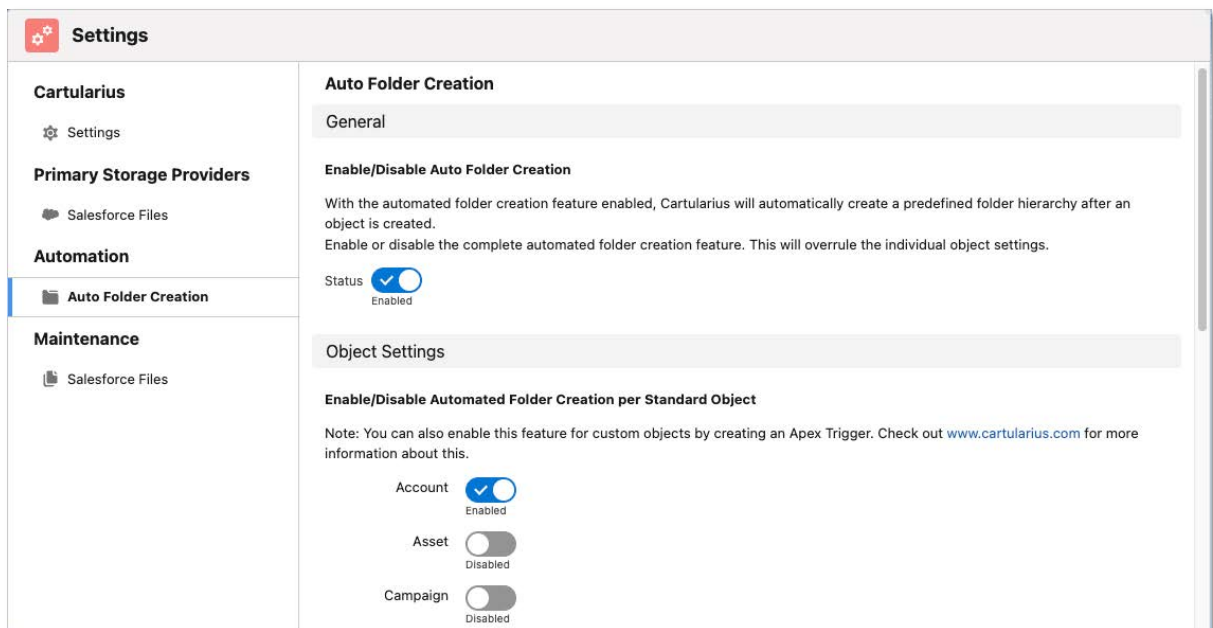 Settings
Cartularius
Settings
Primary Storage Providers
Salesforce Files
Automation
Auto Folder Creation
Maintenance
Salesforce Files
Auto Folder Creation
General
Enable/Disable Auto Folder Creation
With the automated folder creation feature enabled, Cartularius will automatically create a predefined folder hierarchy after an
object is created.
Enable or disable the complete automated folder creation feature. This will overrule the individual object settings.
Status
Enabled
Object Settings
Enable/Disable Automated Folder Creation per Standard Object
Note: You can also enable this feature for custom objects by creating an Apex Trigger. Check out www.cartularius.com for more
information about this.
Account
Enabled
Asset
Disabled
Campaign
Disabled